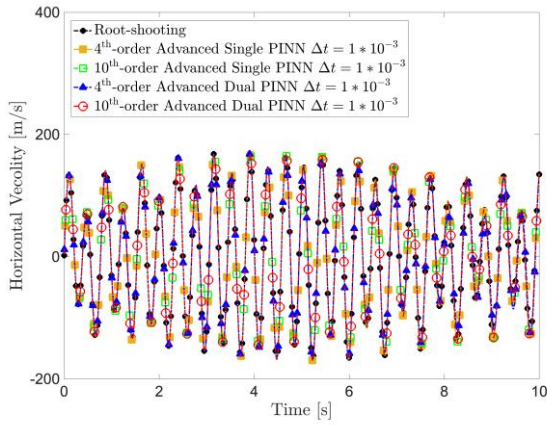 400
Root-shooting
4th-order Advanced Single PINN Δt = 1 * 10⁻³
10th-order Advanced Single PINN Δt = 1 * 10⁻³
4th-order Advanced Dual PINN Δt = 1 * 10⁻³
10th-order Advanced Dual PINN Δt = 1 * 10⁻³
200
Horizontal Vecolity [m/s]
0
-200
0 2 4 6 8 10
Time [s]